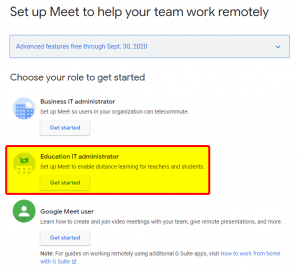 Set up Meet to help your team work remotely
Advanced features free through Sept. 30, 2020
Choose your role to get started
Business IT administrator
Set up Meet so users in your organization can telecommute.
Get started
Education IT administrator
Set up Meet to enable distance learning for teachers and students.
Get started
Google Meet user
Learn how to create and join video meetings with your team, give remote presentations, and more.
Get started
Note: For guides on working remotely using additional G Suite apps, visit How to work from home
with G Suite .